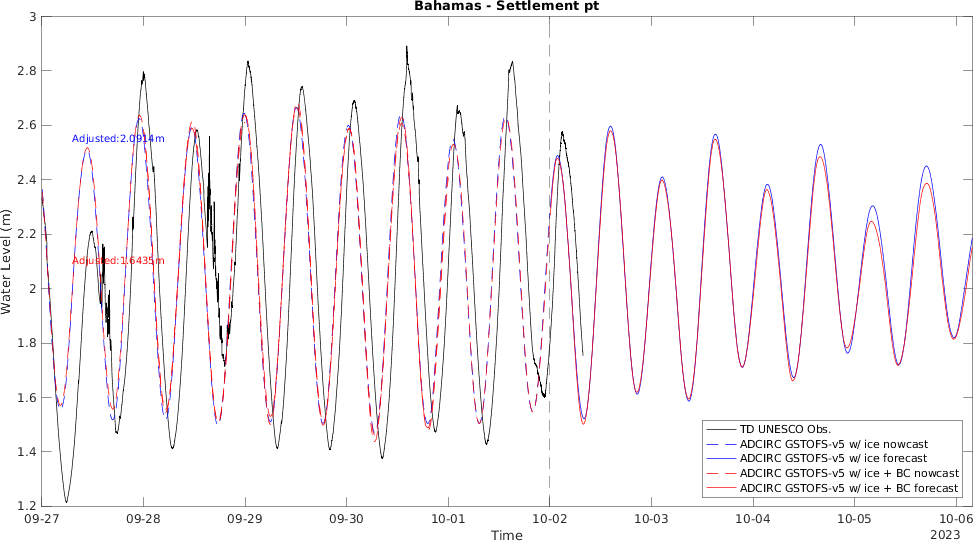 Bahamas - Settlement pt
3
2.8
2.6
2.4
2.2
2
1.8
1.6
1.4
1.2
Water Level (m)
Adjusted:2.0914m
Adjusted:1.6435m
TD UNESCO Obs.
ADCIRC GSTOFS-v5 w/ ice nowcast
ADCIRC GSTOFS-v5 w/ ice forecast
ADCIRC GSTOFS-v5 w/ ice + BC nowcast
ADCIRC GSTOFS-v5 w/ ice + BC forecast
09-27 09-28 09-29 09-30 10-01 10-02 10-03 10-04 10-05 10-06
Time
2023